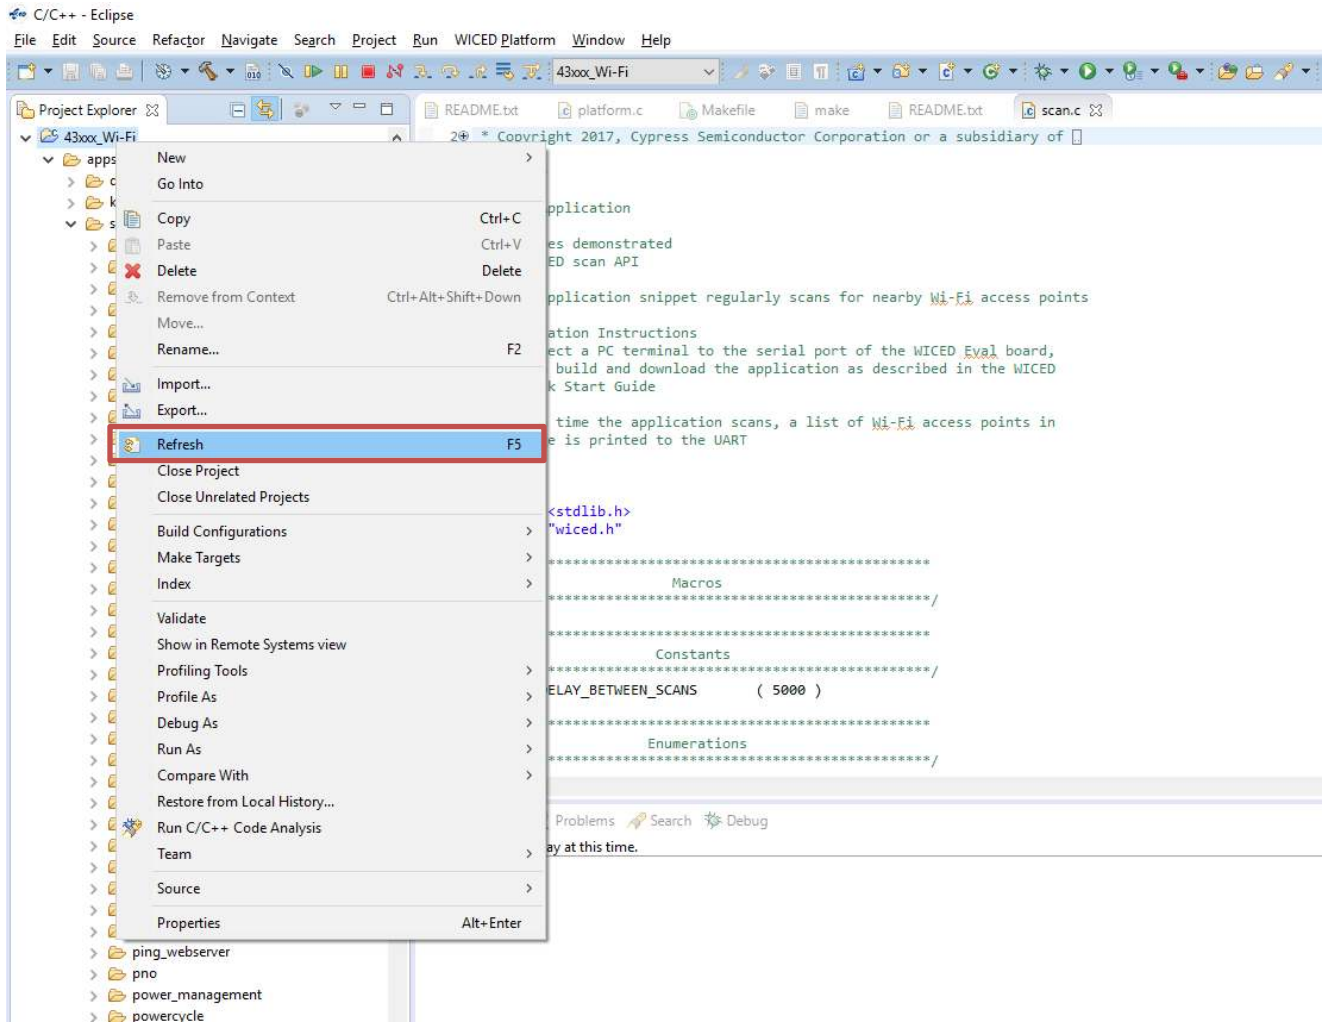 C/C++ - Eclipse
File Edit Source Refactor Navigate Search Project Run WICED Platform Window Help
010
43xxx_Wi-Fi
Project Explorer
README.txt platform.c Makefile make README.txt scan.c
43xxx_Wi-Fi
2 * Copyright 2017, Cypress Semiconductor Corporation or a subsidiary of
apps
New
Go Into
Copy Ctrl+C
pplication
Paste Ctrl+V
es demonstrated
ED scan API
Delete Delete
Remove from Context Ctrl+Alt+Shift+Down
pplication snippet regularly scans for nearby Wi-Fi access points
Move...
ation Instructions
Rename... F2
ect a PC terminal to the serial port of the WICED Eval board,
build and download the application as described in the WICED
Import...
k Start Guide
Export...
time the application scans, a list of Wi-Fi access points in
Refresh F5
e is printed to the UART
Close Project
Close Unrelated Projects
<stdlib.h>
Build Configurations
"wiced.h"
Make Targets
*********************************************
Index
Macros
*********************************************/
Validate
*********************************************
Show in Remote Systems view
Constants
Profiling Tools
*********************************************/
Profile As
ELAY_BETWEEN_SCANS ( 5000 )
Debug As
*********************************************
Run As
Enumerations
*********************************************/
Compare With
Restore from Local History...
Run C/C++ Code Analysis
Problems Search Debug
Team
ay at this time.
Source
Properties Alt+Enter
ping_webserver
pno
power_management
powercycle